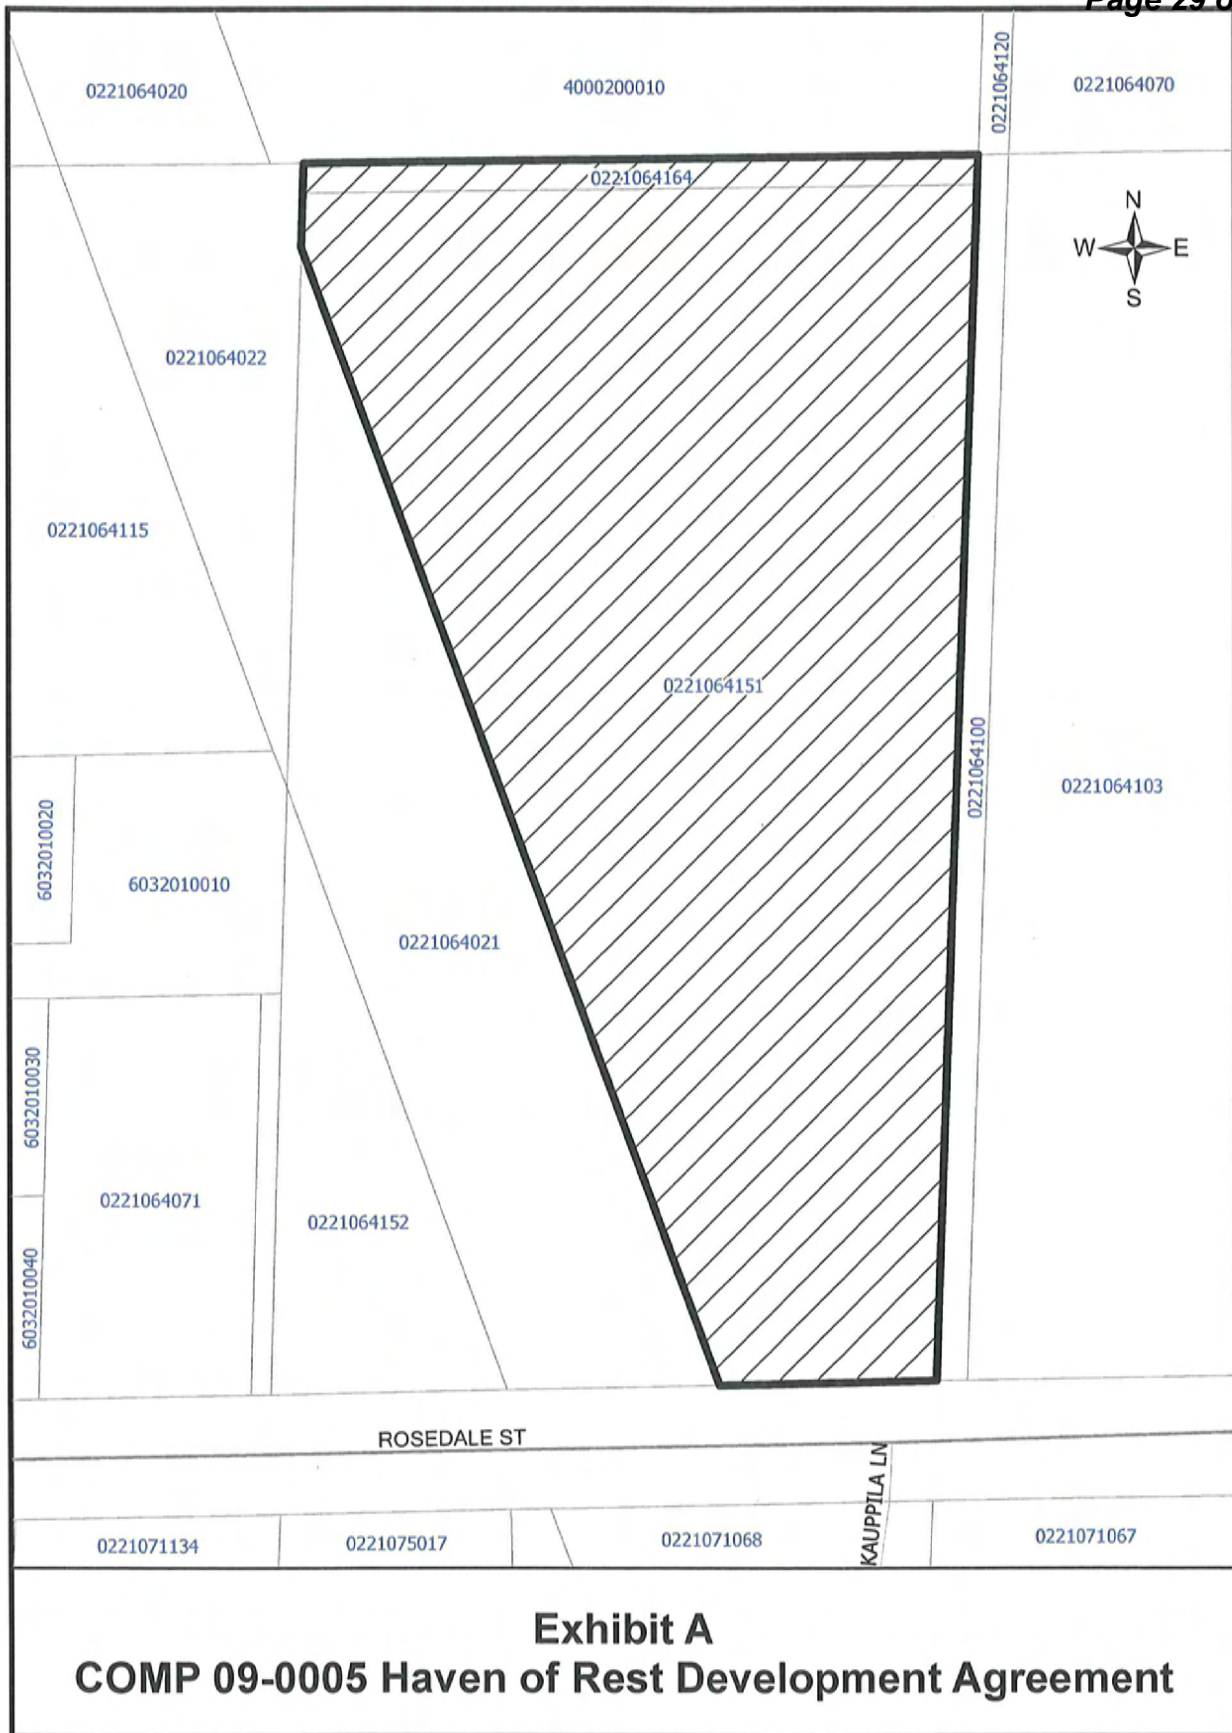 Page 29 o
0221064020
4000200010
0221064120
0221064070
0221064164
N
W E
S
0221064022
0221064115
0221064151
0221064100
0221064103
6032010020
6032010010
0221064021
6032010030
0221064071
0221064152
6032010040
ROSEDALE ST
KAUPPILA LN
0221071134
0221075017
0221071068
0221071067
Exhibit A
COMP 09-0005 Haven of Rest Development Agreement